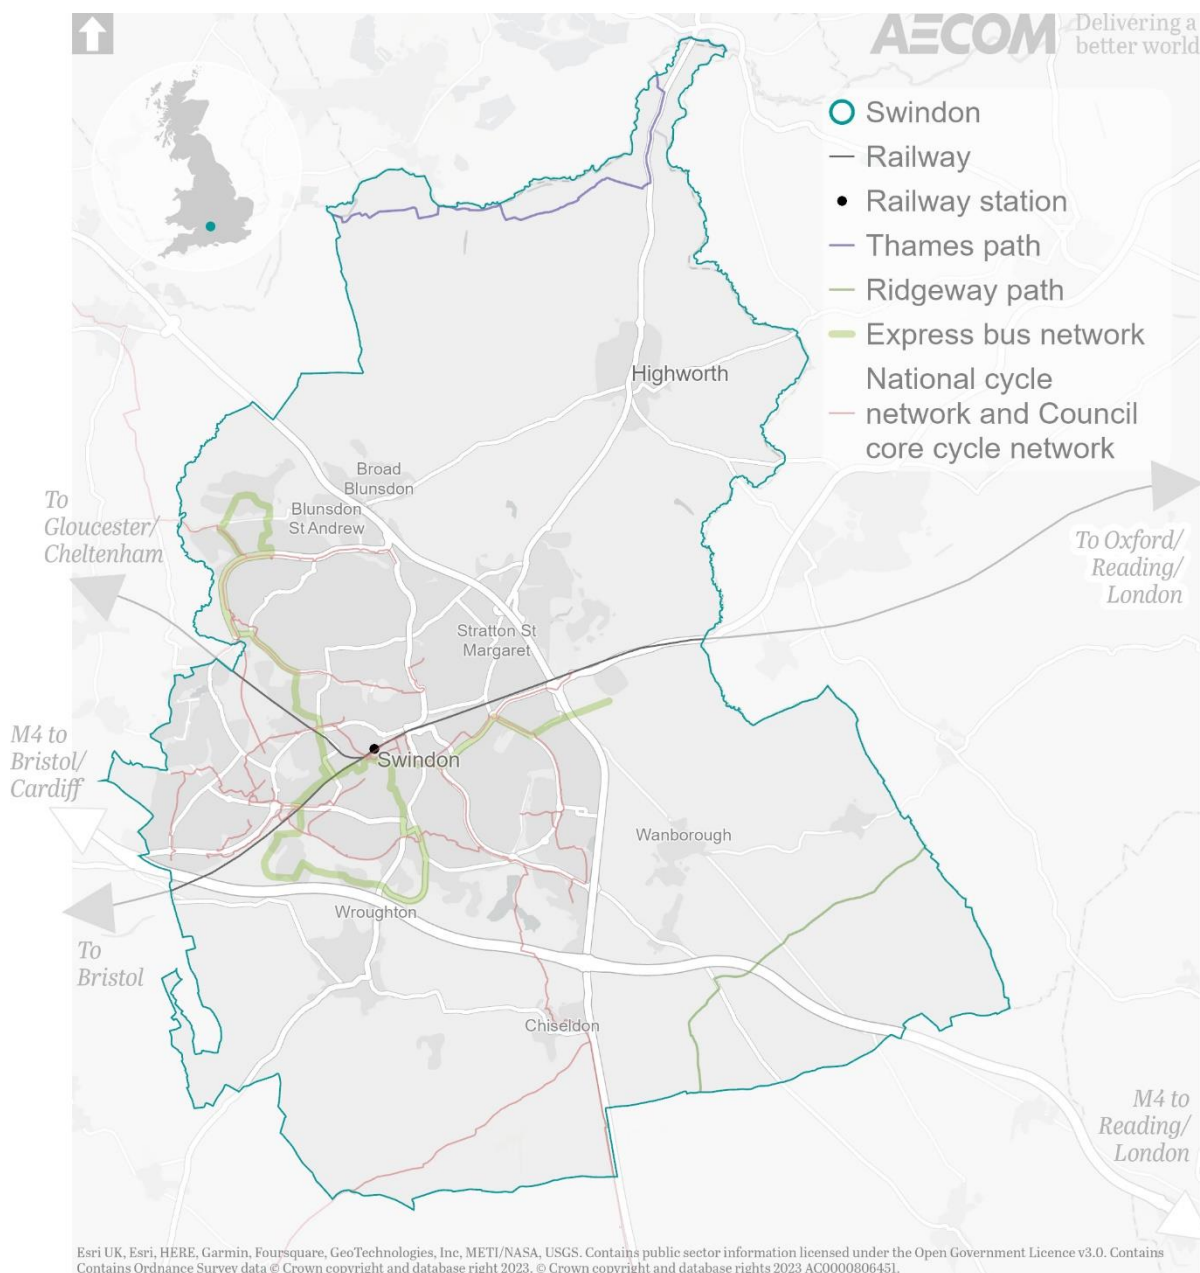 AECOM
Delivering a
better world
Swindon
Railway
Railway station
Thames path
Ridgeway path
Express bus network
National cycle
network and Council
core cycle network
Highworth
Broad
Blunsdon
Blunsdon
St Andrew
To
Gloucester/
Cheltenham
To Oxford/
Reading/
London
Stratton St
Margaret
M4 to
Bristol/
Cardiff
Swindon
Wanborough
Wroughton
To
Bristol
Chiseldon
M4 to
Reading/
London
Esri UK, Esri, HERE, Garmin, Foursquare, GeoTechnologies, Inc, METI/NASA, USGS. Contains public sector information licensed under the Open Government Licence v3.0. Contains
Contains Ordnance Survey data © Crown copyright and database right 2023. © Crown copyright and database rights 2023 AC0000806451.